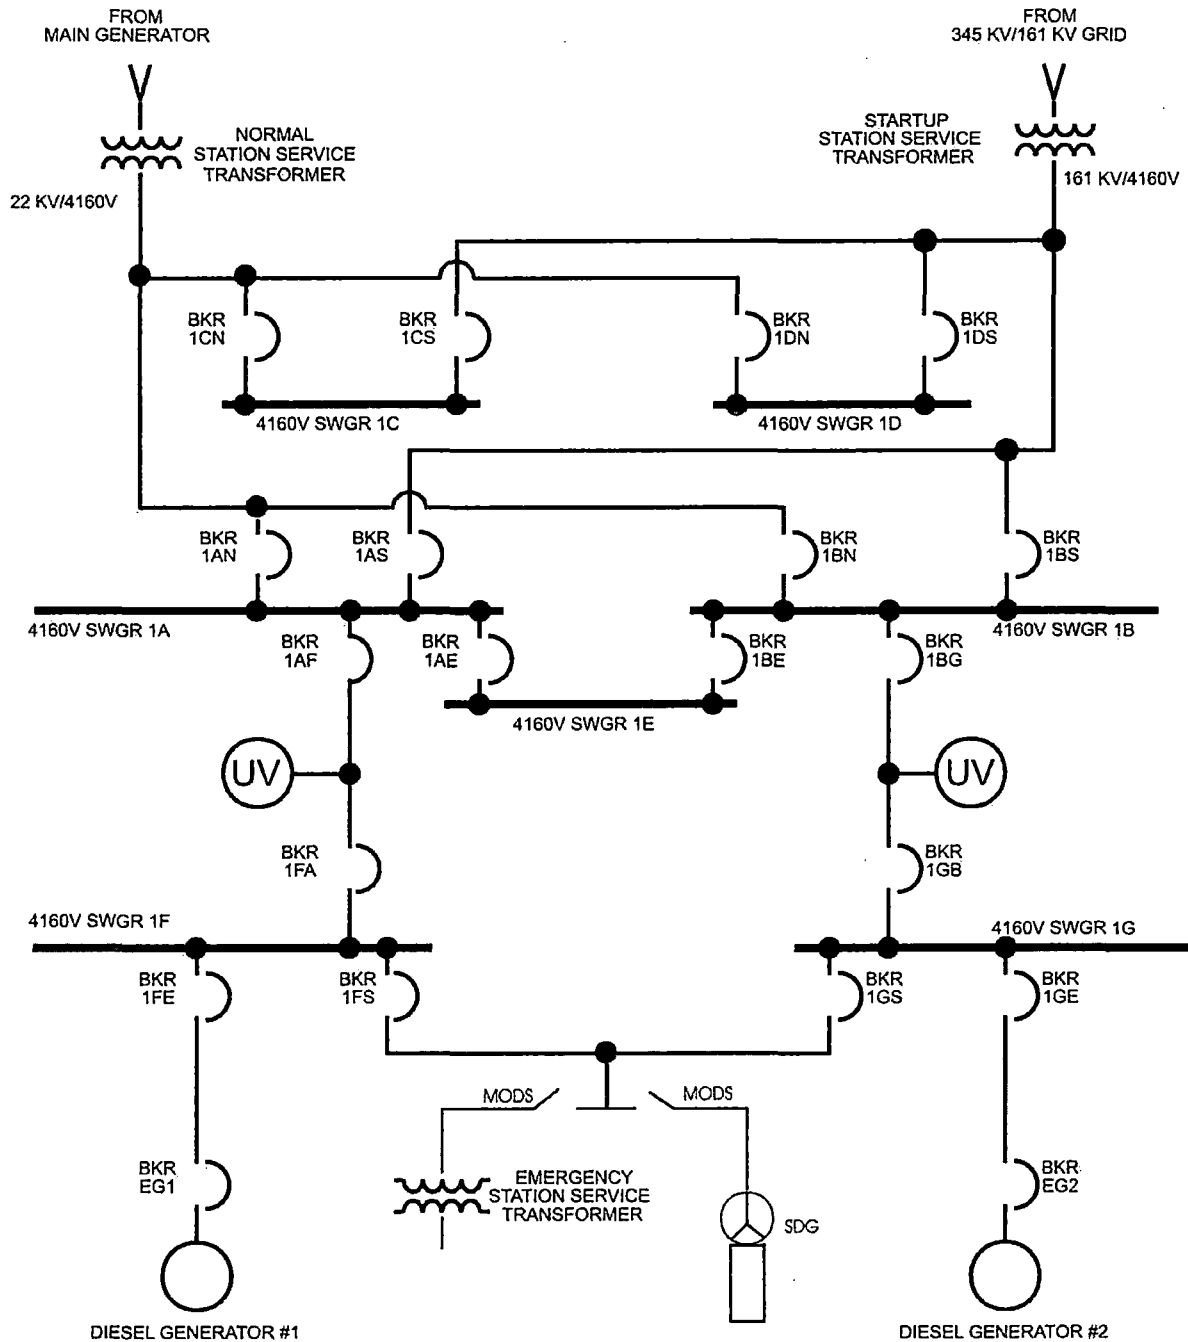 FROM
MAIN GENERATOR
FROM
345 KV/161 KV GRID
NORMAL
STATION SERVICE
TRANSFORMER
STARTUP
STATION SERVICE
TRANSFORMER
22 KV/4160V
161 KV/4160V
BKR
1CN
BKR
1CS
BKR
1DN
BKR
1DS
4160V SWGR 1C
4160V SWGR 1D
BKR
1AN
BKR
1AS
BKR
1BN
BKR
1BS
4160V SWGR 1A
4160V SWGR 1B
BKR
1AF
BKR
1AE
BKR
1BE
BKR
1BG
4160V SWGR 1E
UV
UV
BKR
1FA
BKR
1GB
4160V SWGR 1F
4160V SWGR 1G
BKR
1FE
BKR
1FS
BKR
1GS
BKR
1GE
MODS
MODS
BKR
EG1
EMERGENCY
STATION SERVICE
TRANSFORMER
SDG
BKR
EG2
DIESEL GENERATOR #1
DIESEL GENERATOR #2